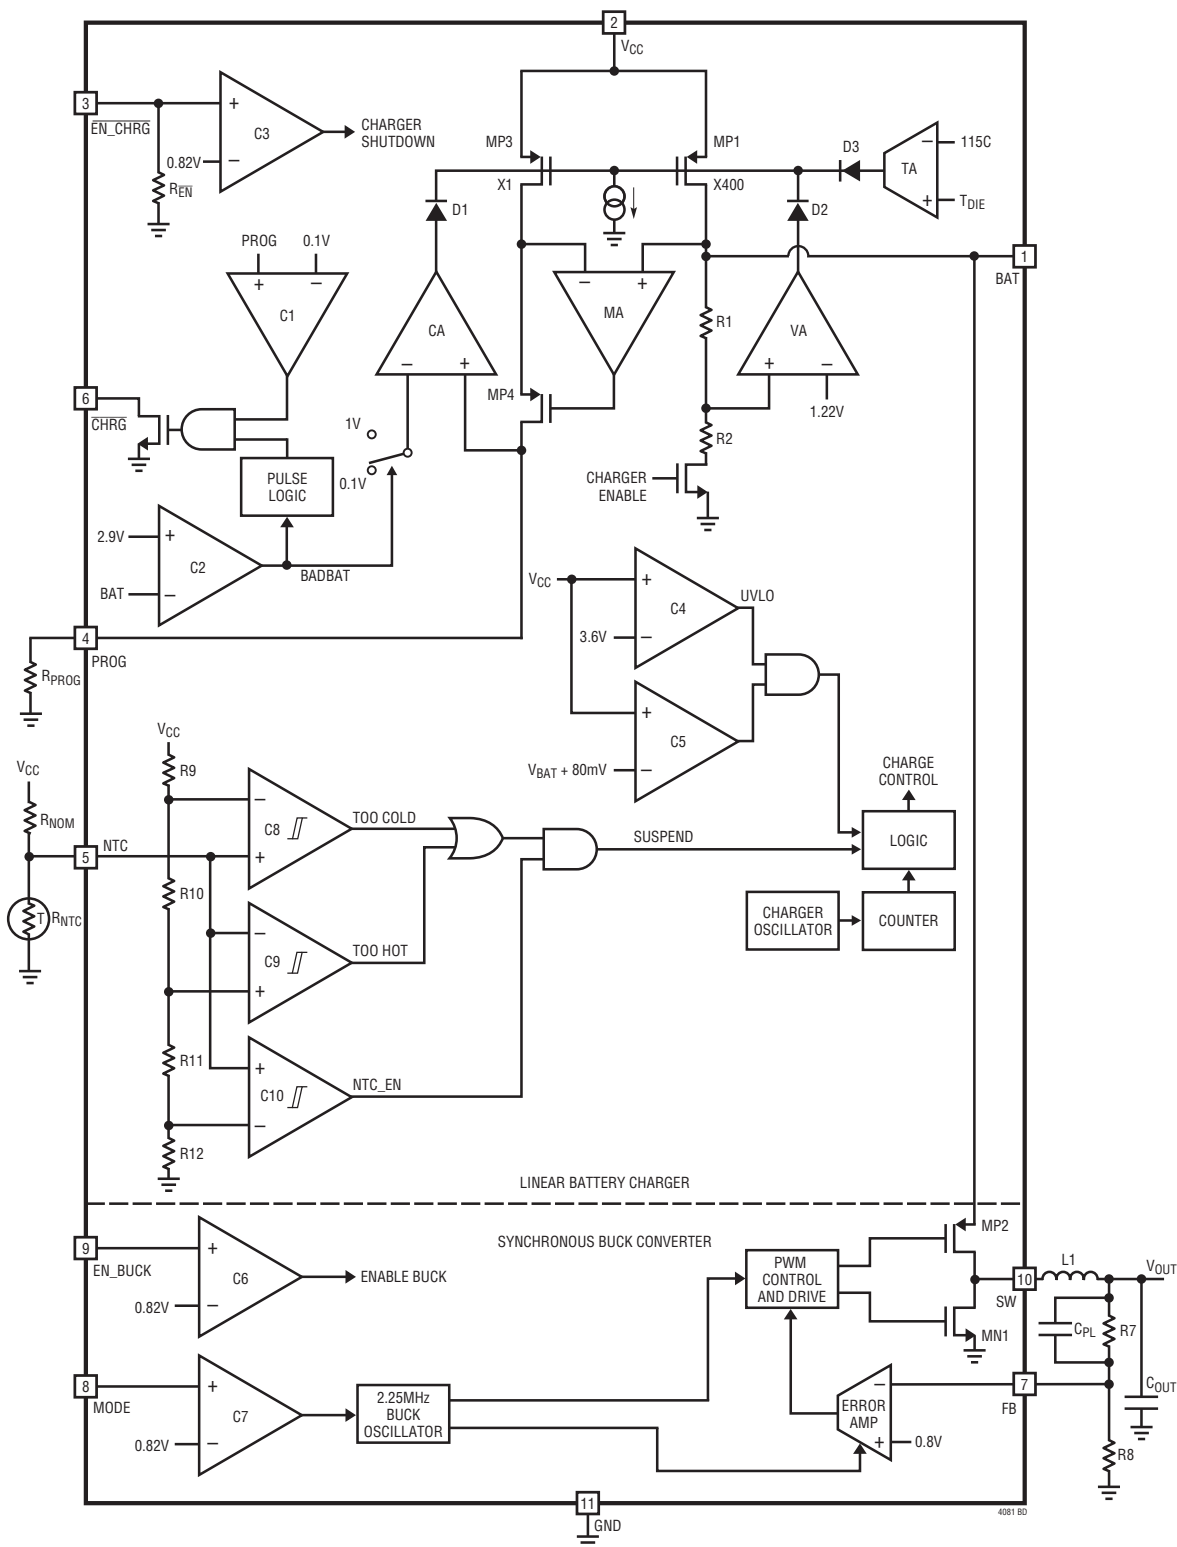 2
VCC
3
EN_CHRG
+
−
C3
0.82V
REN
CHARGER
SHUTDOWN
MP3
X1
MP1
X400
D3
TA
−
+
115C
TDIE
D1
D2
1
BAT
PROG
0.1V
+
−
C1
CA
−
+
−
+
MA
R1
VA
+
−
1.22V
MP4
R2
6
CHRG
1V
0.1V
PULSE
LOGIC
CHARGER
ENABLE
2.9V
BAT
+
−
C2
BADBAT
VCC
+
−
C4
UVLO
3.6V
4
PROG
RPROG
+
−
C5
VBAT + 80mV
VCC
R9
VCC
RNOM
5
NTC
T
RNTC
−
+
C8
TOO COLD
R10
−
+
C9
TOO HOT
SUSPEND
CHARGE
CONTROL
LOGIC
CHARGER
OSCILLATOR
COUNTER
R11
+
−
C10
NTC_EN
R12
LINEAR BATTERY CHARGER
SYNCHRONOUS BUCK CONVERTER
9
EN_BUCK
+
−
C6
0.82V
ENABLE BUCK
PWM
CONTROL
AND DRIVE
MP2
MN1
10
SW
L1
VOUT
CPL
R7
COUT
R8
8
MODE
+
−
C7
0.82V
2.25MHz
BUCK
OSCILLATOR
ERROR
AMP
−
+
0.8V
7
FB
11
GND
4081 BD